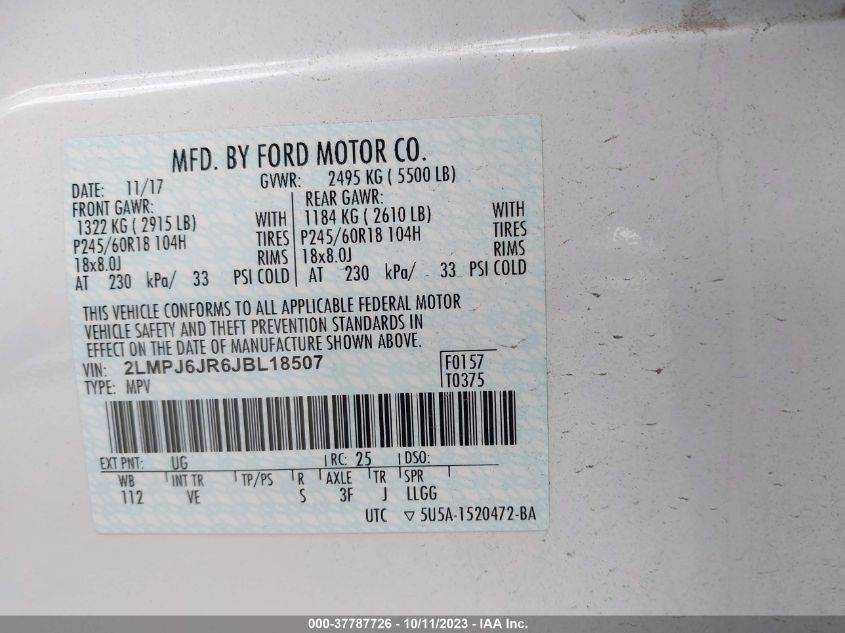 MFD. BY FORD MOTOR CO.
DATE: 11/17 GVWR: 2495 KG ( 5500 LB)
FRONT GAWR: REAR GAWR:
1322 KG ( 2915 LB) WITH 1184 KG ( 2610 LB) WITH
P245/60R18 104H TIRES P245/60R18 104H TIRES
18x8.0J RIMS 18x8.0J RIMS
AT 230 kPa/ 33 PSI COLD AT 230 kPa/ 33 PSI COLD
THIS VEHICLE CONFORMS TO ALL APPLICABLE FEDERAL MOTOR
VEHICLE SAFETY AND THEFT PREVENTION STANDARDS IN
EFFECT ON THE DATE OF MANUFACTURE SHOWN ABOVE.
VIN: 2LMPJ6JR6JBL18507 F0157
TYPE: MPV T0375
EXT PNT: UG RC: 25 DSO:
WB INT TR TP/PS R AXLE TR SPR
112 VE S 3F J LLGG
UTC ▽ 5U5A-1520472-BA
000-37787726 - 10/11/2023 - IAA Inc.